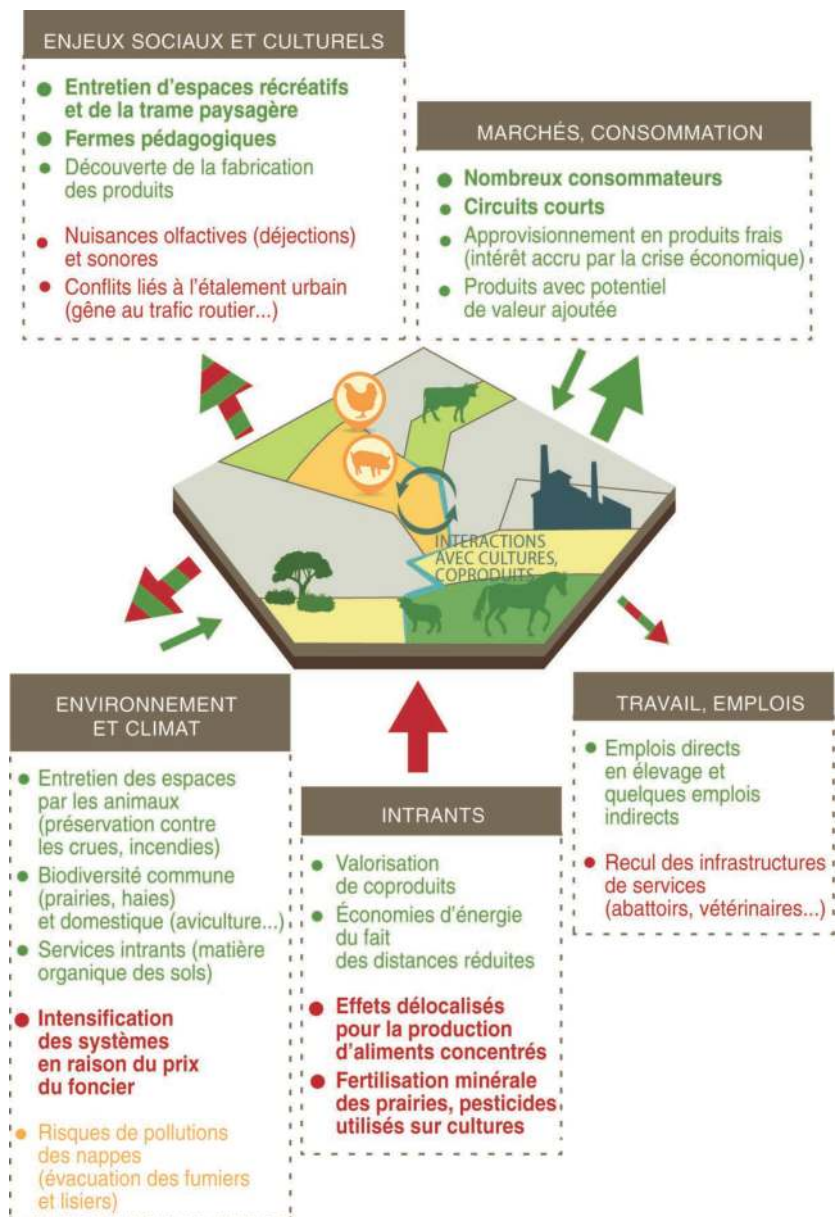 ENJEUX SOCIAUX ET CULTURELS
● Entretien d'espaces récréatifs
et de la trame paysagère
● Fermes pédagogiques
● Découverte de la fabrication
des produits
● Nuisances olfactives (déjections)
et sonores
● Conflits liés à l'étalement urbain
(gêne au trafic routier...)
MARCHÉS, CONSOMMATION
● Nombreux consommateurs
● Circuits courts
● Approvisionnement en produits frais
(intérêt accru par la crise économique)
● Produits avec potentiel
de valeur ajoutée
INTERACTIONS
AVEC CULTURES,
COPRODUITS
ENVIRONNEMENT
ET CLIMAT
● Entretien des espaces
par les animaux
(préservation contre
les crues, incendies)
● Biodiversité commune
(prairies, haies)
et domestique (aviculture...)
● Services intrants (matière
organique des sols)
● Intensification
des systèmes
en raison du prix
du foncier
● Risques de pollutions
des nappes
(évacuation des fumiers
et lisiers)
INTRANTS
● Valorisation
de coproduits
● Économies d'énergie
du fait
des distances réduites
● Effets délocalisés
pour la production
d'aliments concentrés
● Fertilisation minérale
des prairies, pesticides
utilisés sur cultures
TRAVAIL, EMPLOIS
● Emplois directs
en élevage et
quelques emplois
indirects
● Recul des infrastructures
de services
(abattoirs, vétérinaires...)